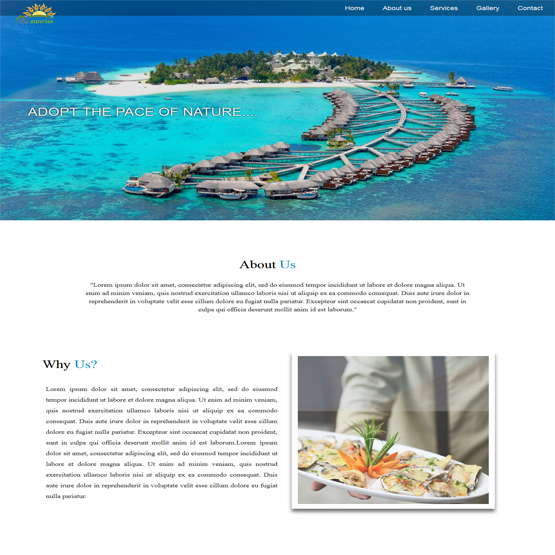 Home About us Services Gallery Contact
sunrise
ADOPT THE PACE OF NATURE....
About Us
"Lorem ipsum dolor sit amet, consectetur adipiscing elit, sed do eiusmod tempor incididunt ut labore et dolore magna aliqua. Ut
enim ad minim veniam, quis nostrud exercitation ullamco laboris nisi ut aliquip ex ea commodo consequat. Duis aute irure dolor in
reprehenderit in voluptate velit esse cillum dolore eu fugiat nulla pariatur. Excepteur sint occaecat cupidatat non proident, sunt in
culpa qui officia deserunt mollit anim id est laborum."
Why Us?
Lorem ipsum dolor sit amet, consectetur adipiscing elit, sed do eiusmod
tempor incididunt ut labore et dolore magna aliqua. Ut enim ad minim veniam,
quis nostrud exercitation ullamco laboris nisi ut aliquip ex ea commodo consequat.
Duis aute irure dolor in reprehenderit in voluptate velit esse cillum dolore
eu fugiat nulla pariatur. Excepteur sint occaecat cupidatat non proident,
sunt in culpa qui officia deserunt mollit anim id est laborum.Lorem ipsum
dolor sit amet, consectetur adipiscing elit, sed do eiusmod tempor incididunt ut
labore et dolore magna aliqua. Ut enim ad minim veniam, quis nostrud
exercitation ullamco laboris nisi ut aliquip ex ea commodo consequat. Duis
aute irure dolor in reprehenderit in voluptate velit esse cillum dolore eu fugiat
nulla pariatur.